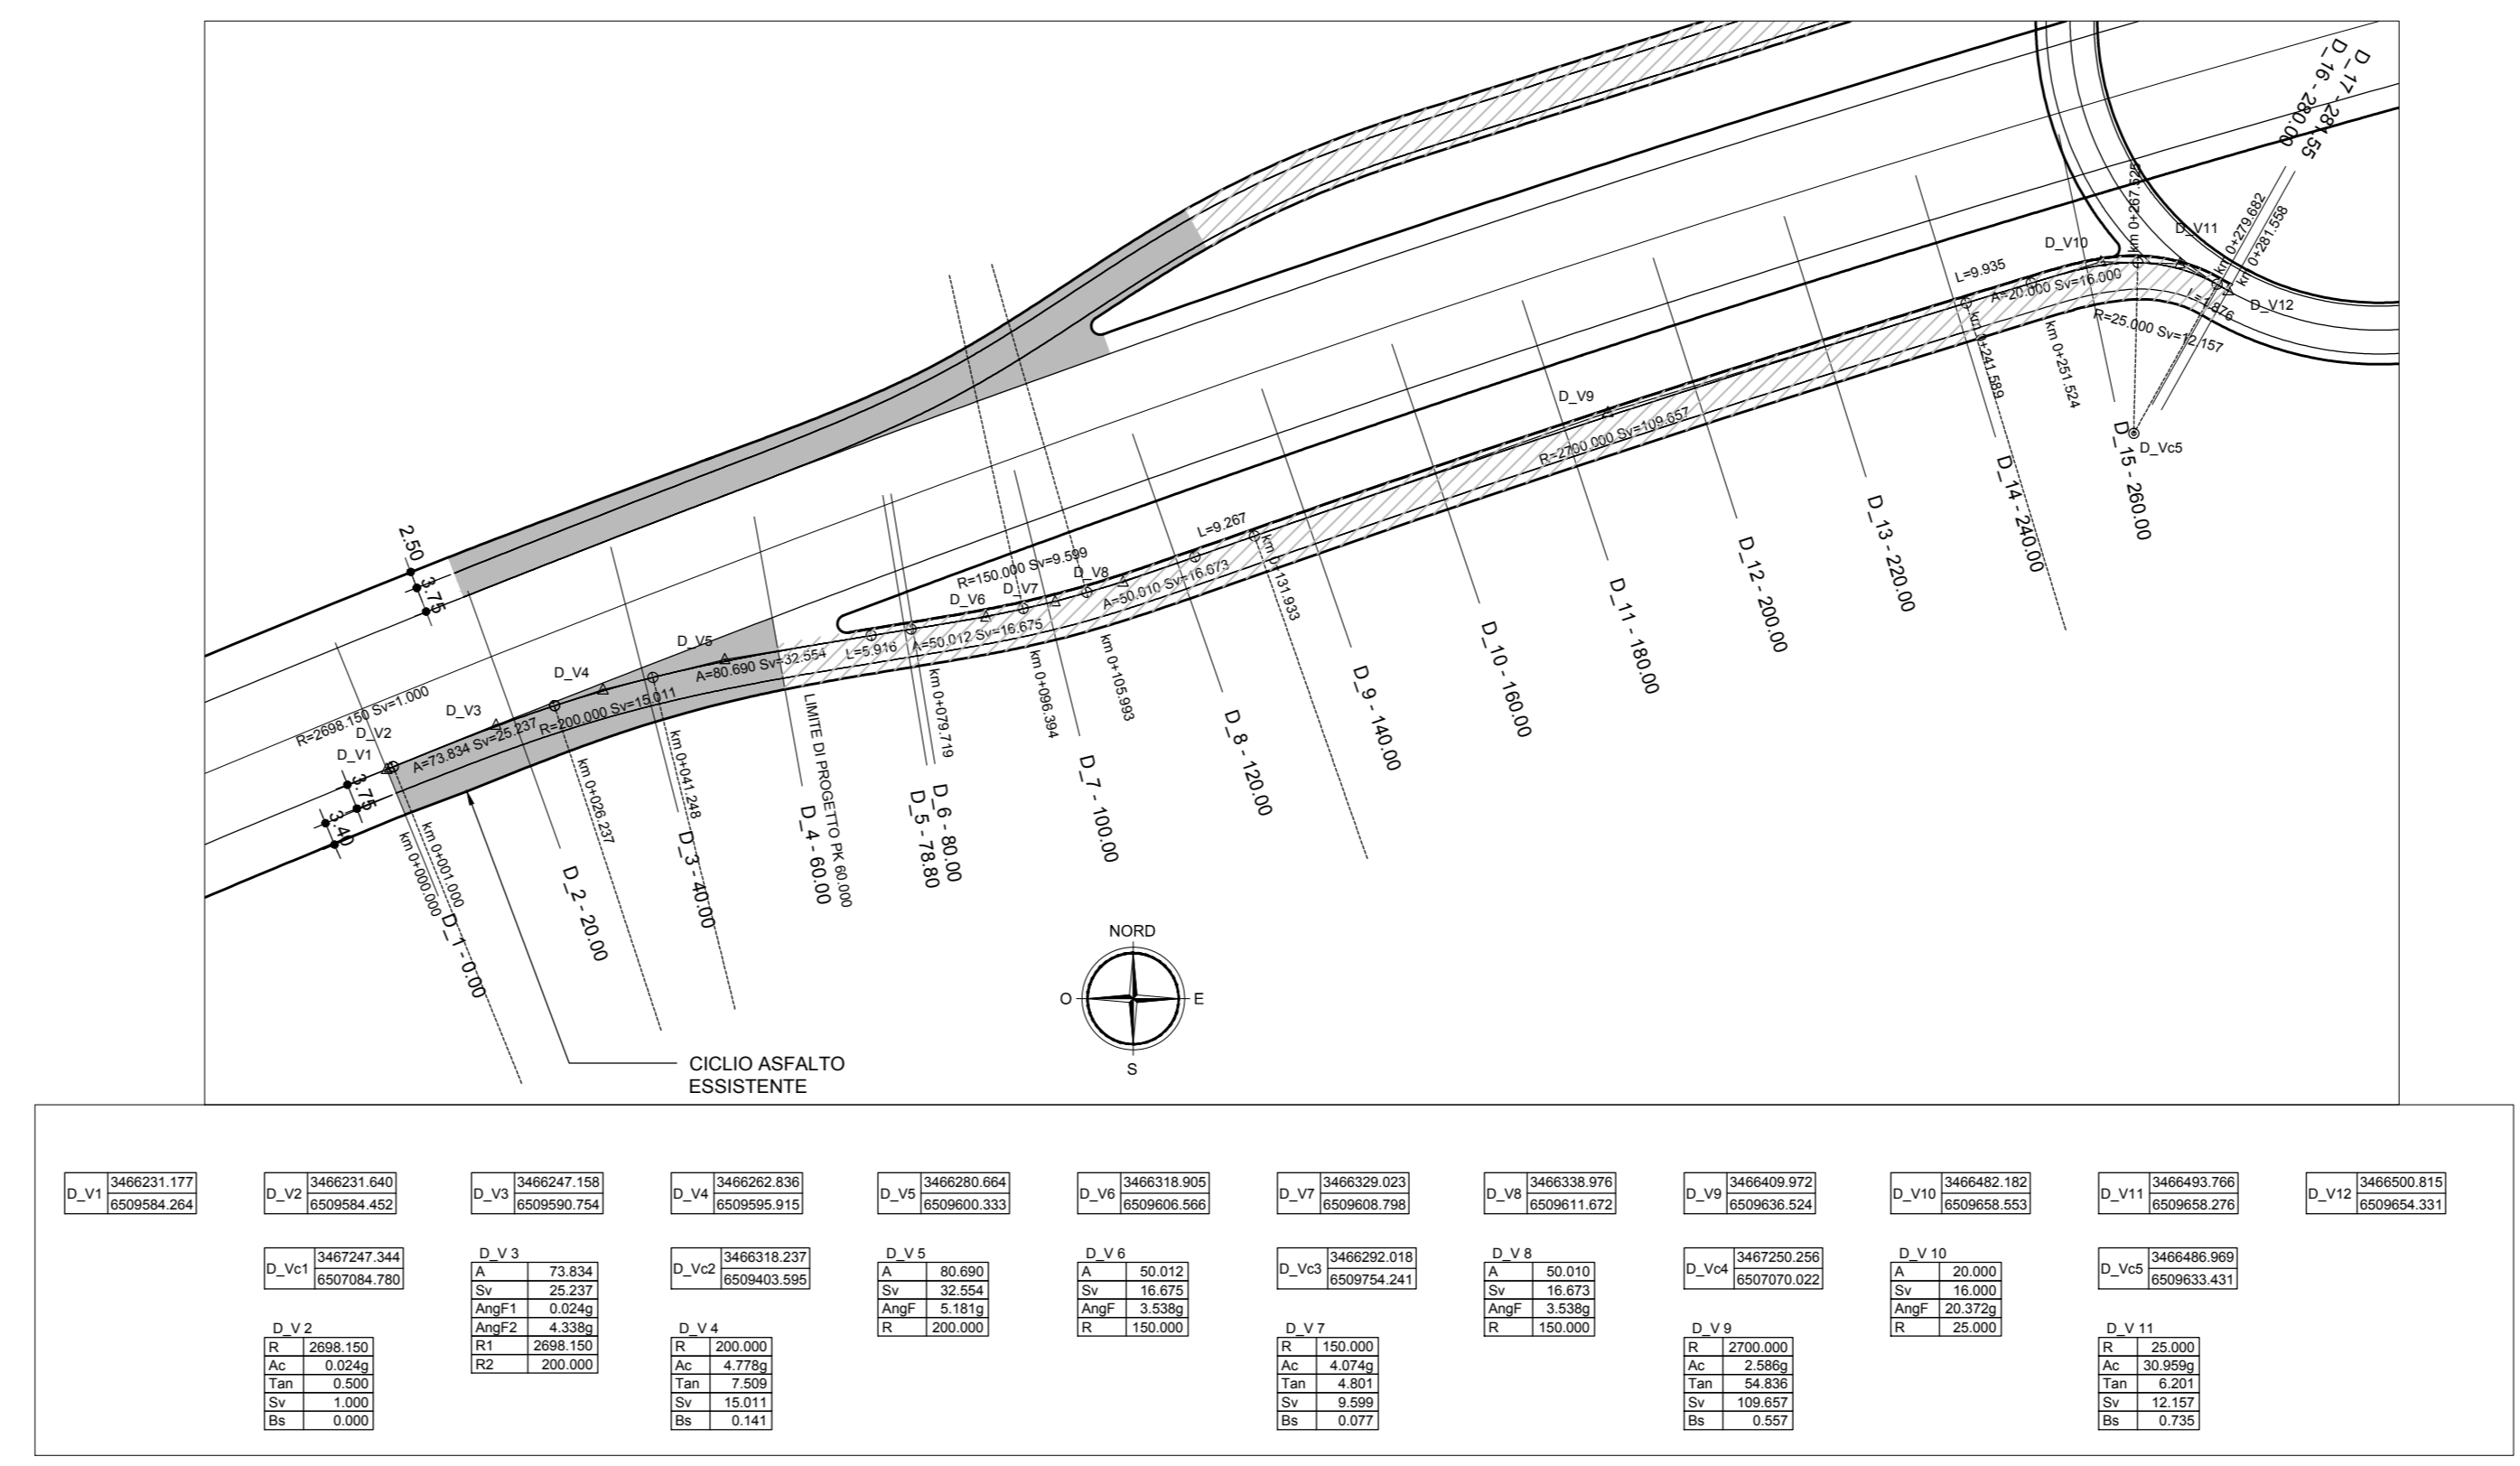 D_17 - 281.55
D_16 - 280.00
km 0+267.525
km 0+279.682
km 0+281.558
D_V11
D_V10
D_V12
L=9.935
A=20.000 Sv=16.000
L=1.876
R=25.000 Sv=12.157
km 0+241.589
km 0+251.524
D_Vc5
D_15 - 260.00
D_14 - 240.00
D_13 - 220.00
D_12 - 200.00
D_11 - 180.00
D_10 - 160.00
D_9 - 140.00
D_8 - 120.00
D_7 - 100.00
D_6 - 80.00
D_5 - 78.80
D_4 - 60.00
LIMITE DI PROGETTO PK 60.000
D_3 - 40.00
D_2 - 20.00
D_1 - 0.00
D_V9
R=2700.000 Sv=109.657
L=9.267
km 0+131.933
R=150.000 Sv=9.599
D_V8
D_V7
D_V6
A=50.010 Sv=16.673
A=50.012 Sv=16.675
L=5.916
km 0+105.993
km 0+096.394
km 0+079.719
D_V5
A=80.690 Sv=32.554
D_V4
R=200.000 Sv=15.011
km 0+041.248
km 0+026.237
D_V3
A=73.834 Sv=25.237
R=2698.150 Sv=1.000
D_V2
D_V1
km 0+001.000
km 0+000.000
2.50
3.75
3.75
3.40
NORD
O
E
S
CICLIO ASFALTO
ESSISTENTE
D_V1 3466231.177
6509584.264
D_V2 3466231.640
6509584.452
D_V3 3466247.158
6509590.754
D_V4 3466262.836
6509595.915
D_V5 3466280.664
6509600.333
D_V6 3466318.905
6509606.566
D_V7 3466329.023
6509608.798
D_V8 3466338.976
6509611.672
D_V9 3466409.972
6509636.524
D_V10 3466482.182
6509658.553
D_V11 3466493.766
6509658.276
D_V12 3466500.815
6509654.331
D_Vc1 3467247.344
6507084.780
D_V 2
R 2698.150
Ac 0.024g
Tan 0.500
Sv 1.000
Bs 0.000
D_V 3
A 73.834
Sv 25.237
AngF1 0.024g
AngF2 4.338g
R1 2698.150
R2 200.000
D_Vc2 3466318.237
6509403.595
D_V 4
R 200.000
Ac 4.778g
Tan 7.509
Sv 15.011
Bs 0.141
D_V 5
A 80.690
Sv 32.554
AngF 5.181g
R 200.000
D_V 6
A 50.012
Sv 16.675
AngF 3.538g
R 150.000
D_Vc3 3466292.018
6509754.241
D_V 7
R 150.000
Ac 4.074g
Tan 4.801
Sv 9.599
Bs 0.077
D_V 8
A 50.010
Sv 16.673
AngF 3.538g
R 150.000
D_Vc4 3467250.256
6507070.022
D_V 9
R 2700.000
Ac 2.586g
Tan 54.836
Sv 109.657
Bs 0.557
D_V 10
A 20.000
Sv 16.000
AngF 20.372g
R 25.000
D_Vc5 3466486.969
6509633.431
D_V 11
R 25.000
Ac 30.959g
Tan 6.201
Sv 12.157
Bs 0.735